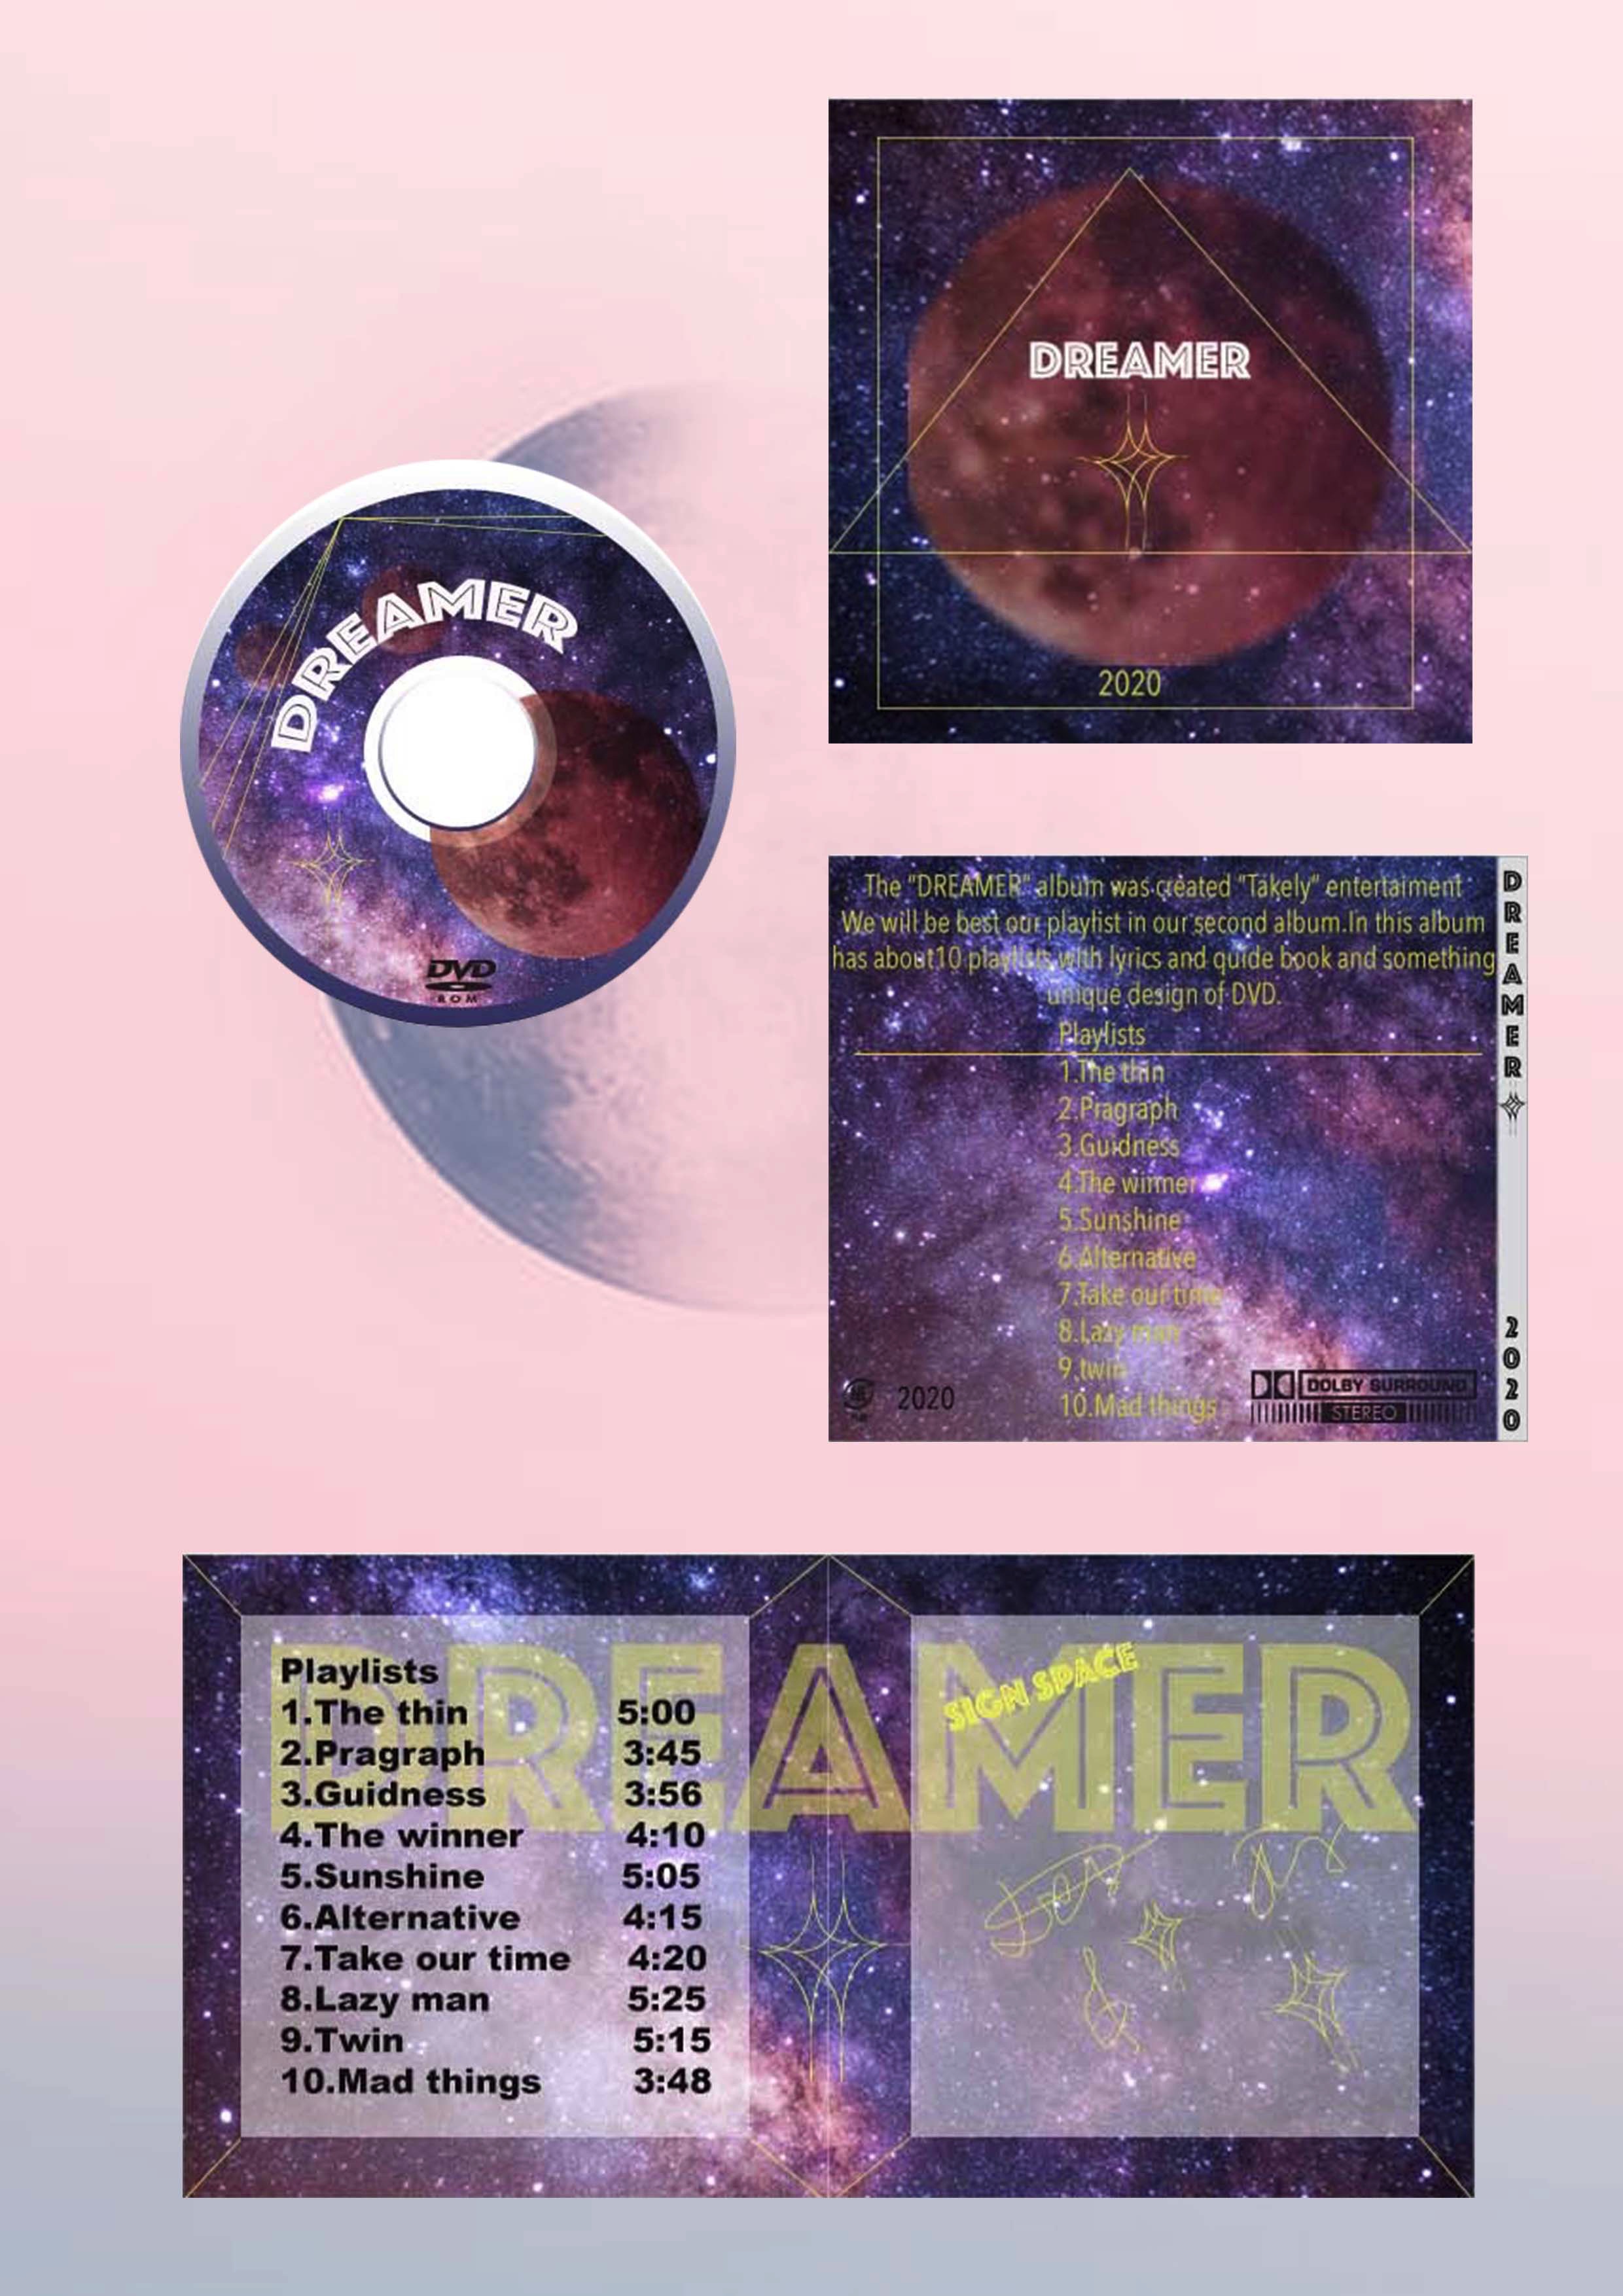 DREAMER
2020
DREAMER
DVD
ROM
The "DREAMER" album was created "Takely" entertaiment
We will be best our playlist in our second album.In this album
has about10 playlists with lyrics and quide book and something
unique design of DVD.
Playlists
1.The thin
2.Pragraph
3.Guidness
4.The winner
5.Sunshine
6.Alternative
7.Take our time
8.Lazy man
9.twin
10.Mad things
2020
DOLBY SURROUND
STEREO
DREAMER
2020
DREAMER
Playlists
1.The thin 5:00
2.Pragraph 3:45
3.Guidness 3:56
4.The winner 4:10
5.Sunshine 5:05
6.Alternative 4:15
7.Take our time 4:20
8.Lazy man 5:25
9.Twin 5:15
10.Mad things 3:48
SIGN SPACE